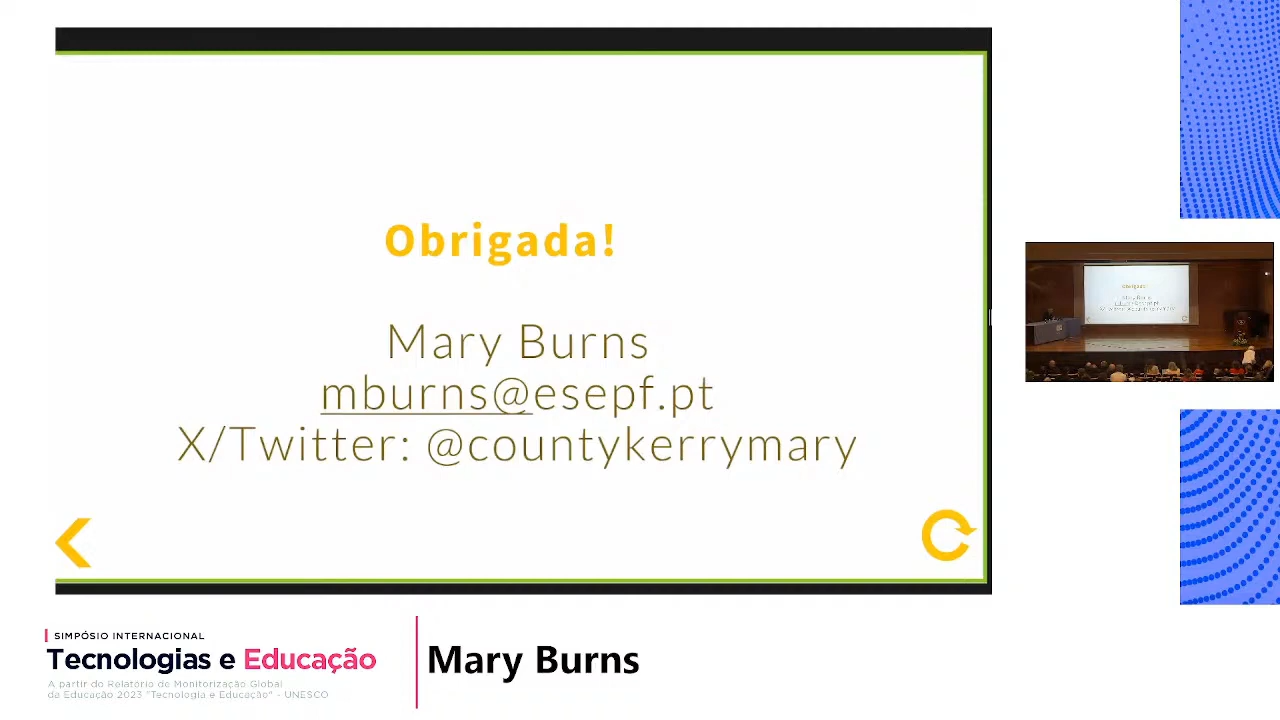 Obrigada!
Mary Burns
mburns@esepf.pt
X/Twitter: @countykerrymary
SIMPÓSIO INTERNACIONAL
Tecnologias e Educação
A partir do Relatório de Monitorização Global
da Educação 2023 "Tecnologia e Educação" - UNESCO
Mary Burns